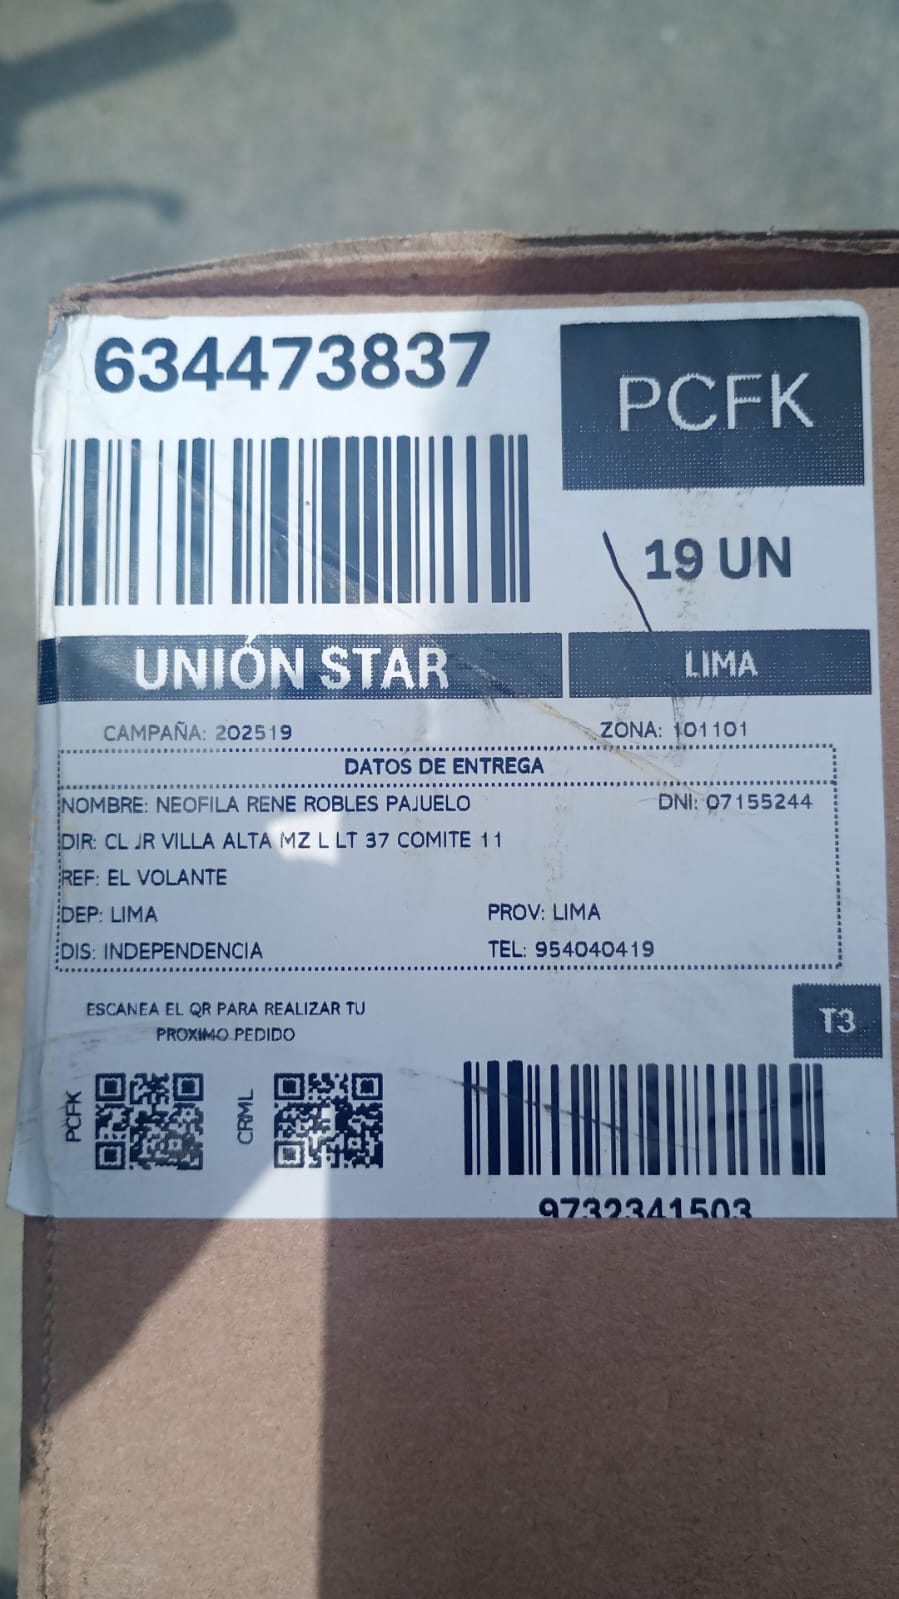 634473837
PCFK
19 UN
UNIÓN STAR
LIMA
CAMPAÑA: 202519 ZONA: 101101
DATOS DE ENTREGA
NOMBRE: NEOFILA RENE ROBLES PAJUELO DNI: 07155244
DIR: CL JR VILLA ALTA MZ L LT 37 COMITE 11
REF: EL VOLANTE
DEP: LIMA PROV: LIMA
DIS: INDEPENDENCIA TEL: 954040419
ESCANEA EL QR PARA REALIZAR TU
PROXIMO PEDIDO
T3
PCFK
CRML
9732341503